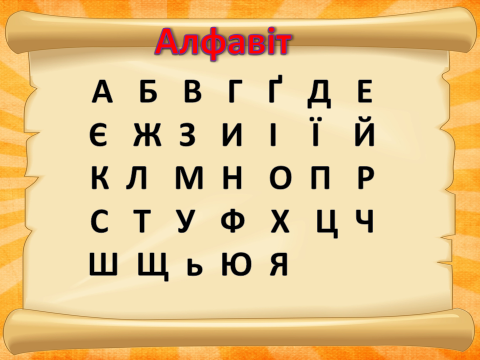 Алфавіт
А Б В Г Ґ Д Е
Є Ж З И І Ї Й
К Л М Н О П Р
С Т У Ф Х Ц Ч
Ш Щ ь Ю Я